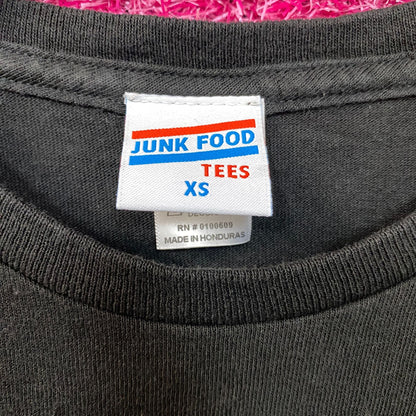 JUNK FOOD
TEES
XS
RN # 0100609
MADE IN HONDURAS